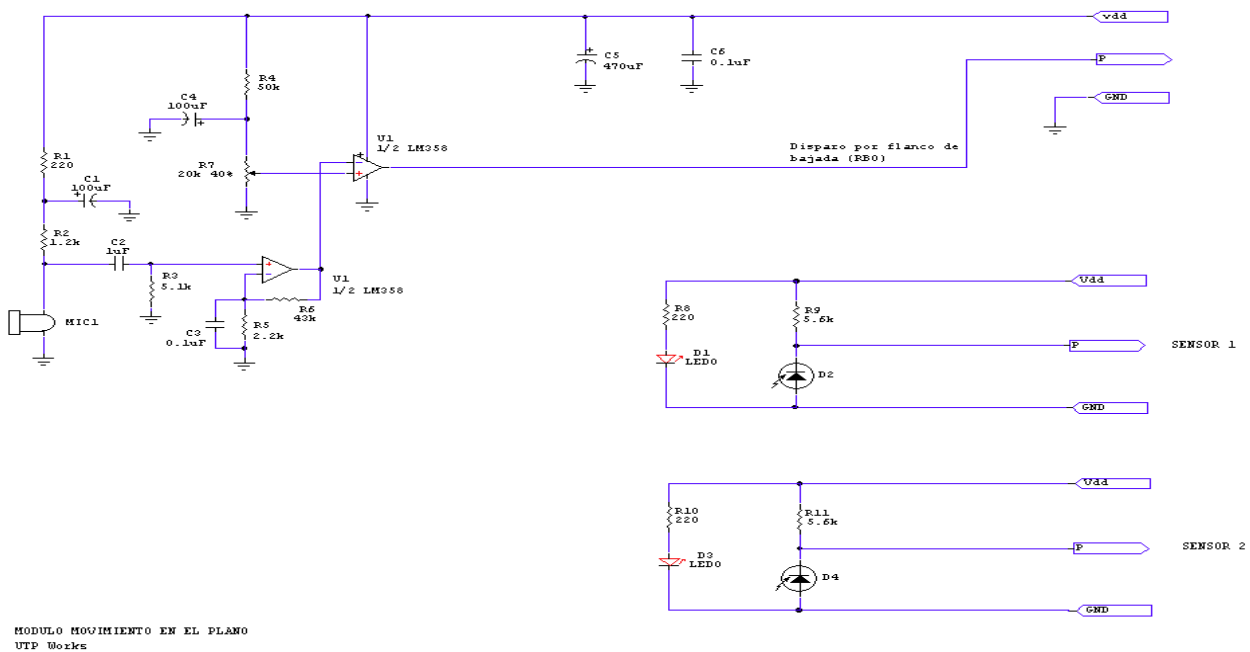 vdd
P
GND
R4
50k
C4
100uF
C5
470uF
C6
0.1uF
U1
1/2 LM358
Disparo por flanco de
bajada (RB0)
R1
220
R7
20k 40%
C1
100uF
R2
1.2k
C2
1uF
R3
5.1k
U1
1/2 LM358
R6
43k
C3
0.1uF
R5
2.2k
MIC1
Vdd
R8
220
R9
5.6k
D1
LED0
D2
P
SENSOR 1
GND
Vdd
R10
220
R11
5.6k
D3
LED0
D4
P
SENSOR 2
GND
MODULO MOVIMIENTO EN EL PLANO
UTP Works